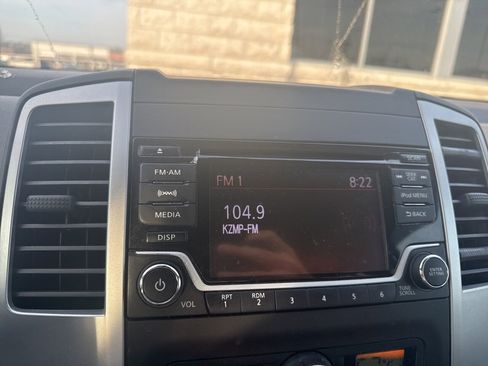 SCAN
FM·AM
SEEK
CAT
FM 1
8:22
iPod MENU
MEDIA
104.9
KZMP-FM
BACK
DISP
VOL
RPT
1
RDM
2
3
4
5
6
TUNE
SCROLL
ENTER
SETTING